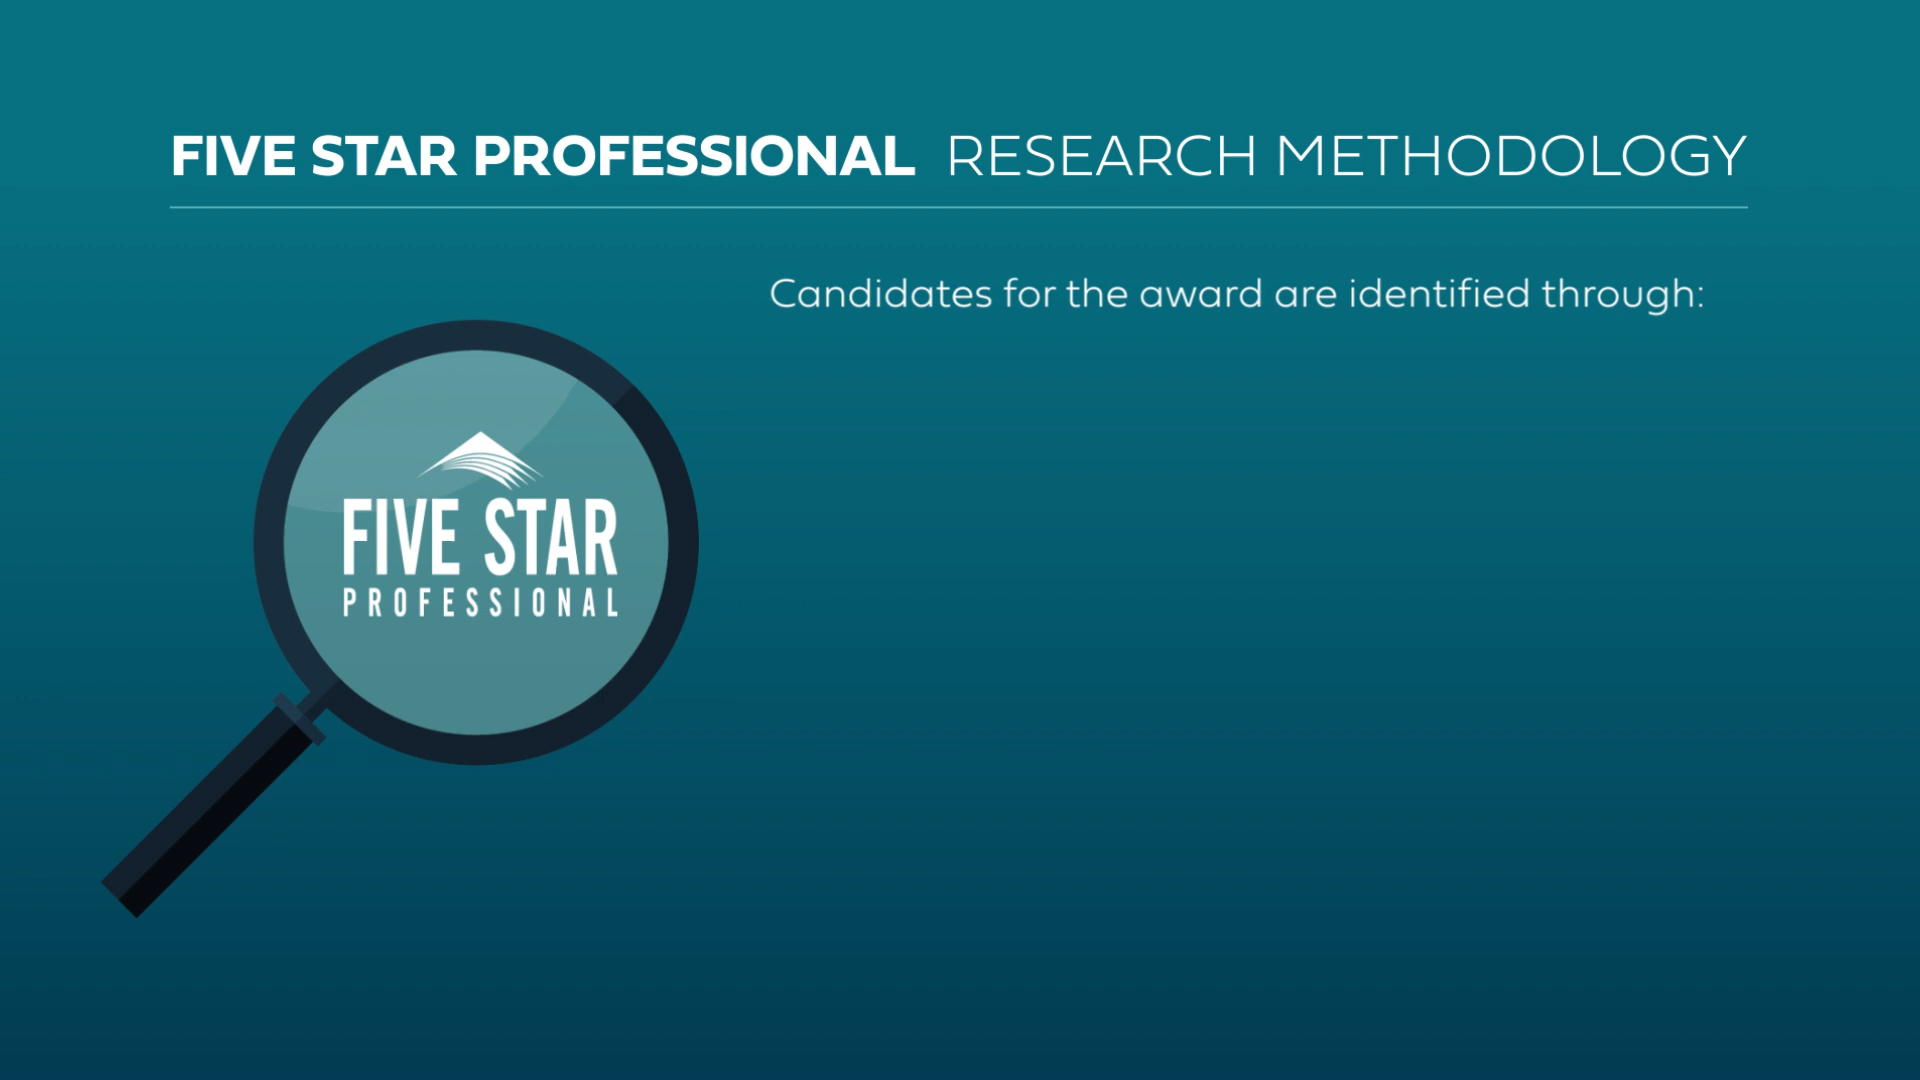 FIVE STAR PROFESSIONAL RESEARCH METHODOLOGY
Candidates for the award are identified through:
FIVE STAR
PROFESSIONAL